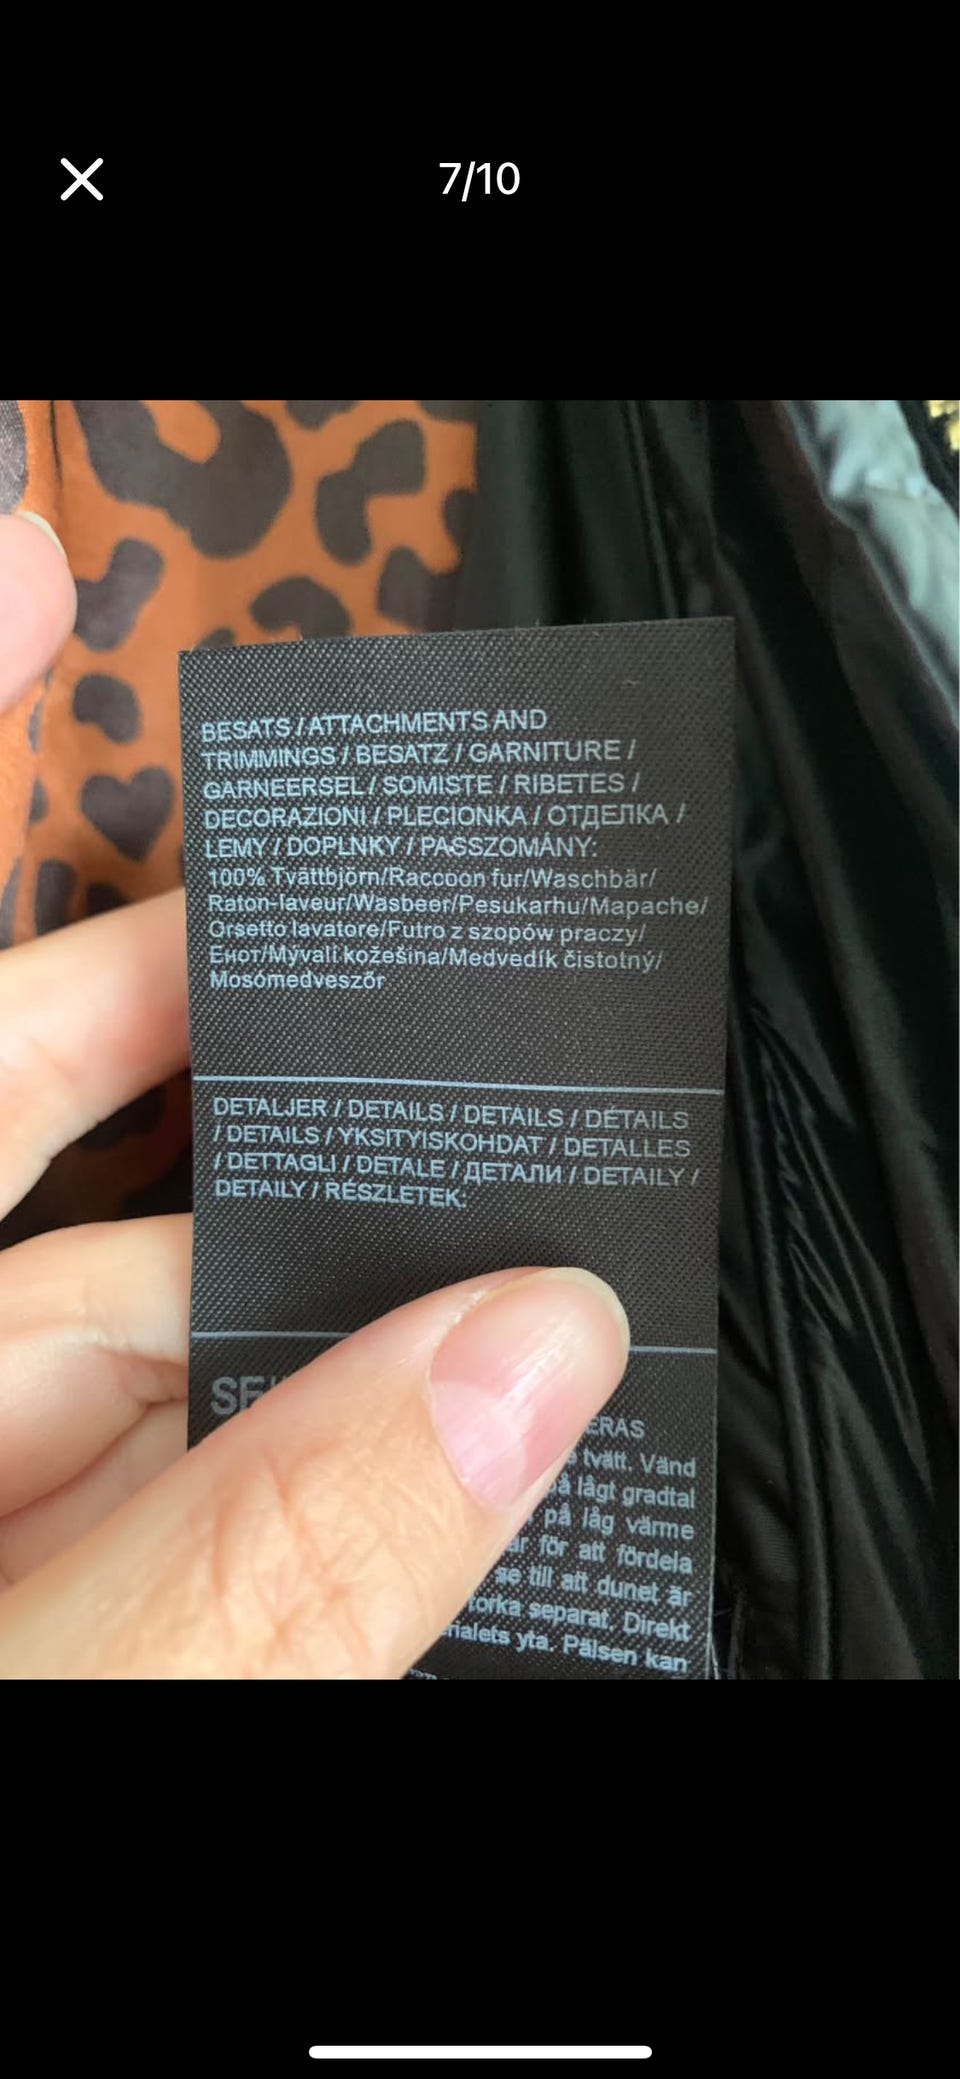 7/10
BESATS / ATTACHMENTS AND
TRIMMINGS / BESATZ / GARNITURE /
GARNEERSEL / SOMISTE / RIBETES /
DECORAZIONI / PLECIONKA / ОТДЕЛКА /
LEMY / DOPLNKY / PASSZOMÁNY:
100% Tvättbjörn/Raccoon fur/Waschbär/
Raton-laveur/Wasbeer/Pesukarhu/Mapache/
Orsetto lavatore/Futro z szopów praczy/
Енот/Myvalí kožešina/Medvedík čistotný/
Mosómedveszőr
DETALJER / DETAILS / DETAILS / DÉTAILS
/ DETAILS / YKSITYISKOHDAT / DETALLES
/ DETTAGLI / DETALE / ДЕТАЛИ / DETAILY /
DETAILY / RÉSZLETEK:
tvätt. Vänd
på lågt gradtal
på låg värme
för att fördela
se till att dunet är
torka separat. Direkt
yta. Pälsen kan